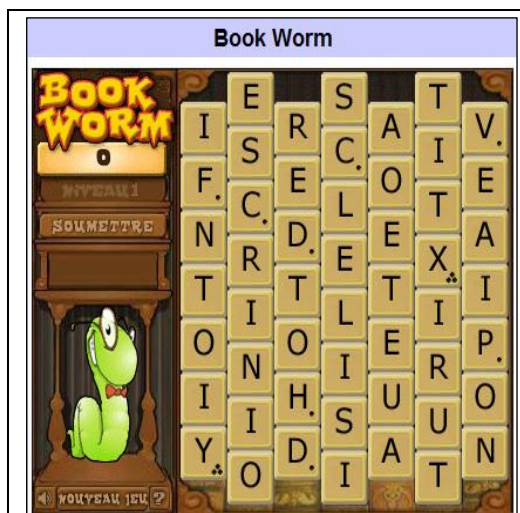 Book Worm
BOOK
WORM
0
NIVEAU 1
SOUMETTRE
E S T
I R A V
S C I
F E O E
C L T
N D E A
R E X
T T T I
I L I
O O E P
N I R
I H U O
I S U
Y D A N
O I T
NOUVEAU JEU ?